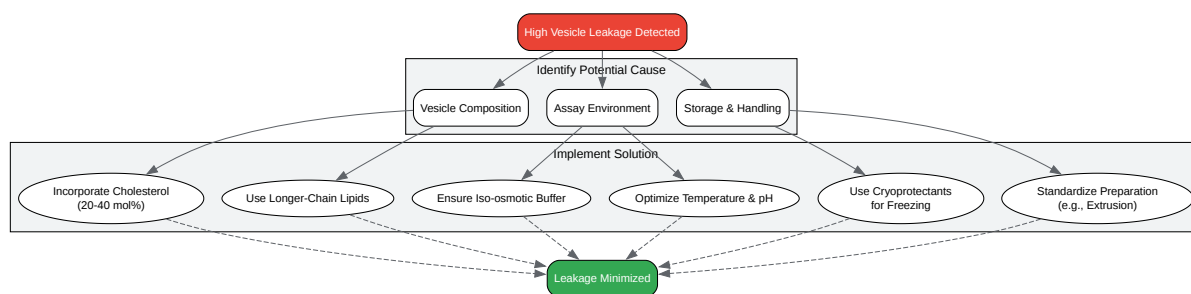 High Vesicle Leakage Detected
Identify Potential Cause
Vesicle Composition
Assay Environment
Storage & Handling
Implement Solution
Incorporate Cholesterol
(20-40 mol%)
Use Longer-Chain Lipids
Ensure Iso-osmotic Buffer
Optimize Temperature & pH
Use Cryoprotectants
for Freezing
Standardize Preparation
(e.g., Extrusion)
Leakage Minimized